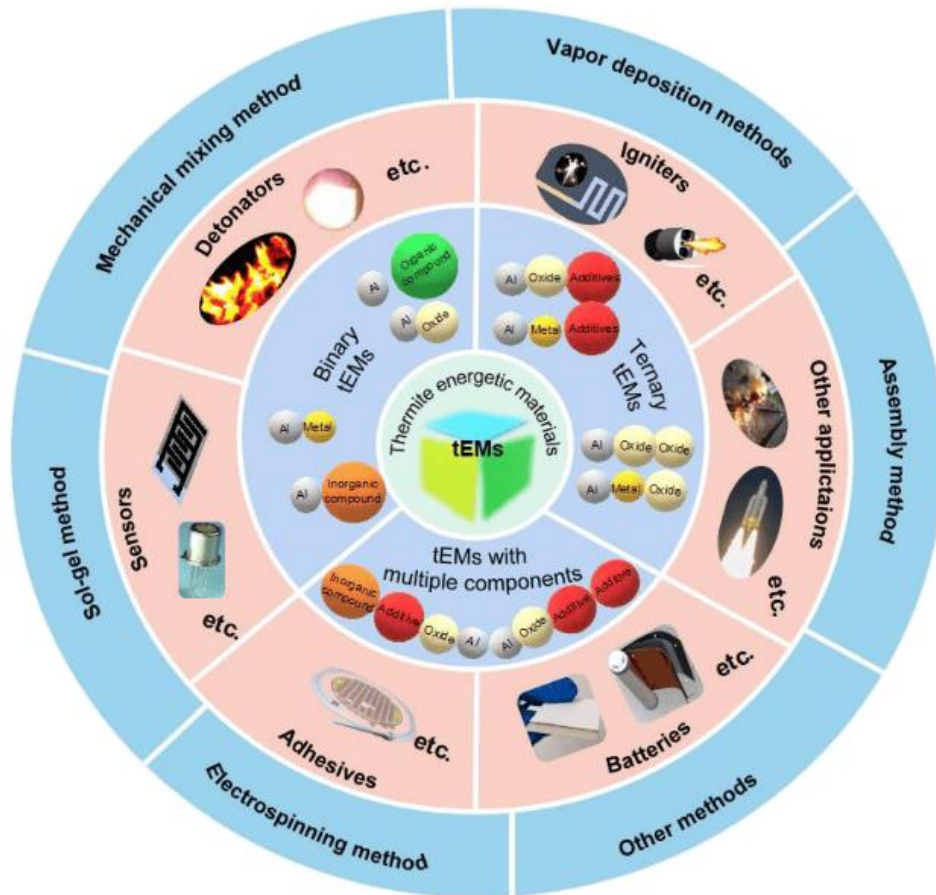 Vapor deposition methods
Mechanical mixing method
Assembly method
Sol-gel method
Electrospinning method
Other methods
Igniters
etc.
Detonators
etc.
Other applictaions
etc.
Sensors
etc.
Adhesives
etc.
Batteries
etc.
Binary
tEMs
Al
Organic
compound
Al
Oxide
Al
Metal
Al
Inorganic
compound
Ternary
tEMs
Al
Oxide
Additives
Al
Metal
Additives
Al
Oxide
Oxide
Al
Metal
Oxide
Thermite energetic materials
tEMs
tEMs with
multiple components
Inorganic
compound
Additive
Oxide
Al
Al
Oxide
Additive
Additive